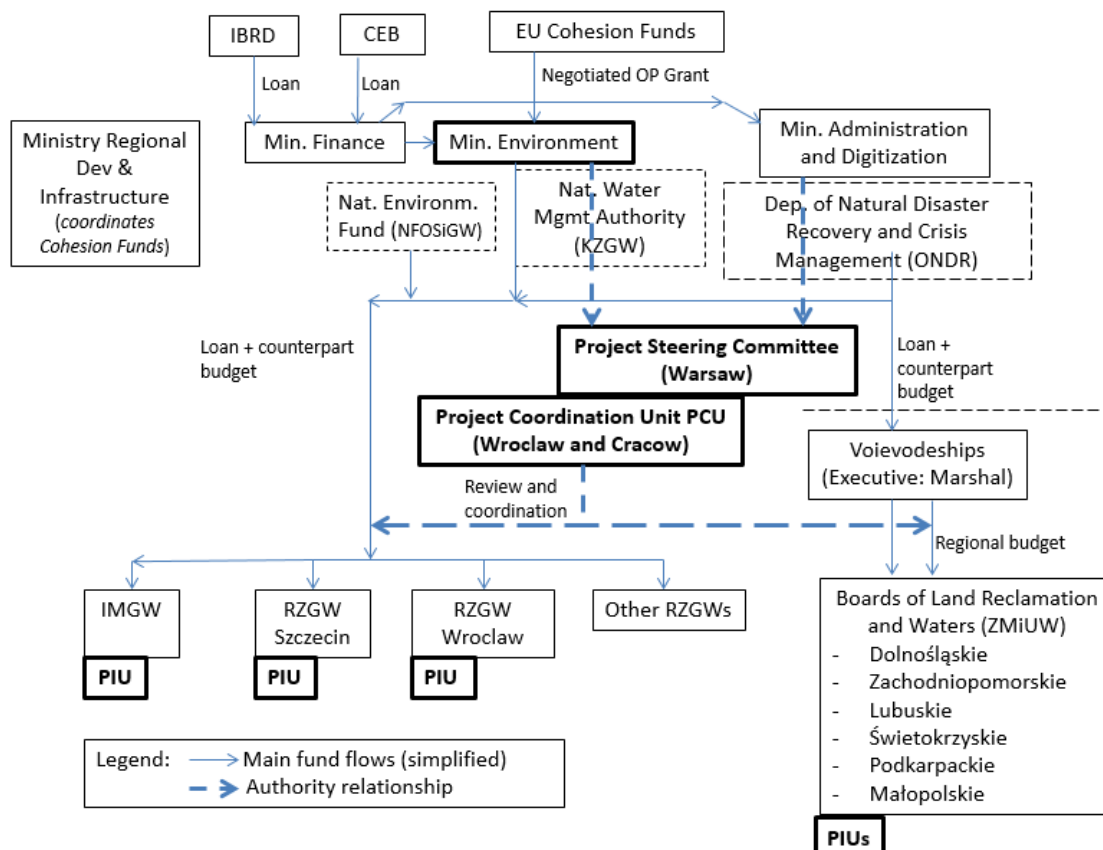 IBRD
CEB
EU Cohesion Funds
Loan
Loan
Negotiated OP Grant
Ministry Regional
Dev &
Infrastructure
(coordinates
Cohesion Funds)
Min. Finance
Min. Environment
Min. Administration
and Digitization
Nat. Environm.
Fund (NFOSiGW)
Nat. Water
Mgmt Authority
(KZGW)
Dep. of Natural Disaster
Recovery and Crisis
Management (ONDR)
Loan + counterpart
budget
Project Steering Committee
(Warsaw)
Loan +
counterpart
budget
Project Coordination Unit PCU
(Wroclaw and Cracow)
Voievodeships
(Executive: Marshal)
Review and
coordination
Regional budget
IMGW
PIU
RZGW
Szczecin
PIU
RZGW
Wroclaw
PIU
Other RZGWs
Boards of Land Reclamation
and Waters (ZMiUW)
- Dolnośląskie
- Zachodniopomorskie
- Lubuskie
- Świetokrzyskie
- Podkarpackie
- Małopolskie
PIUs
Legend: Main fund flows (simplified)
Authority relationship